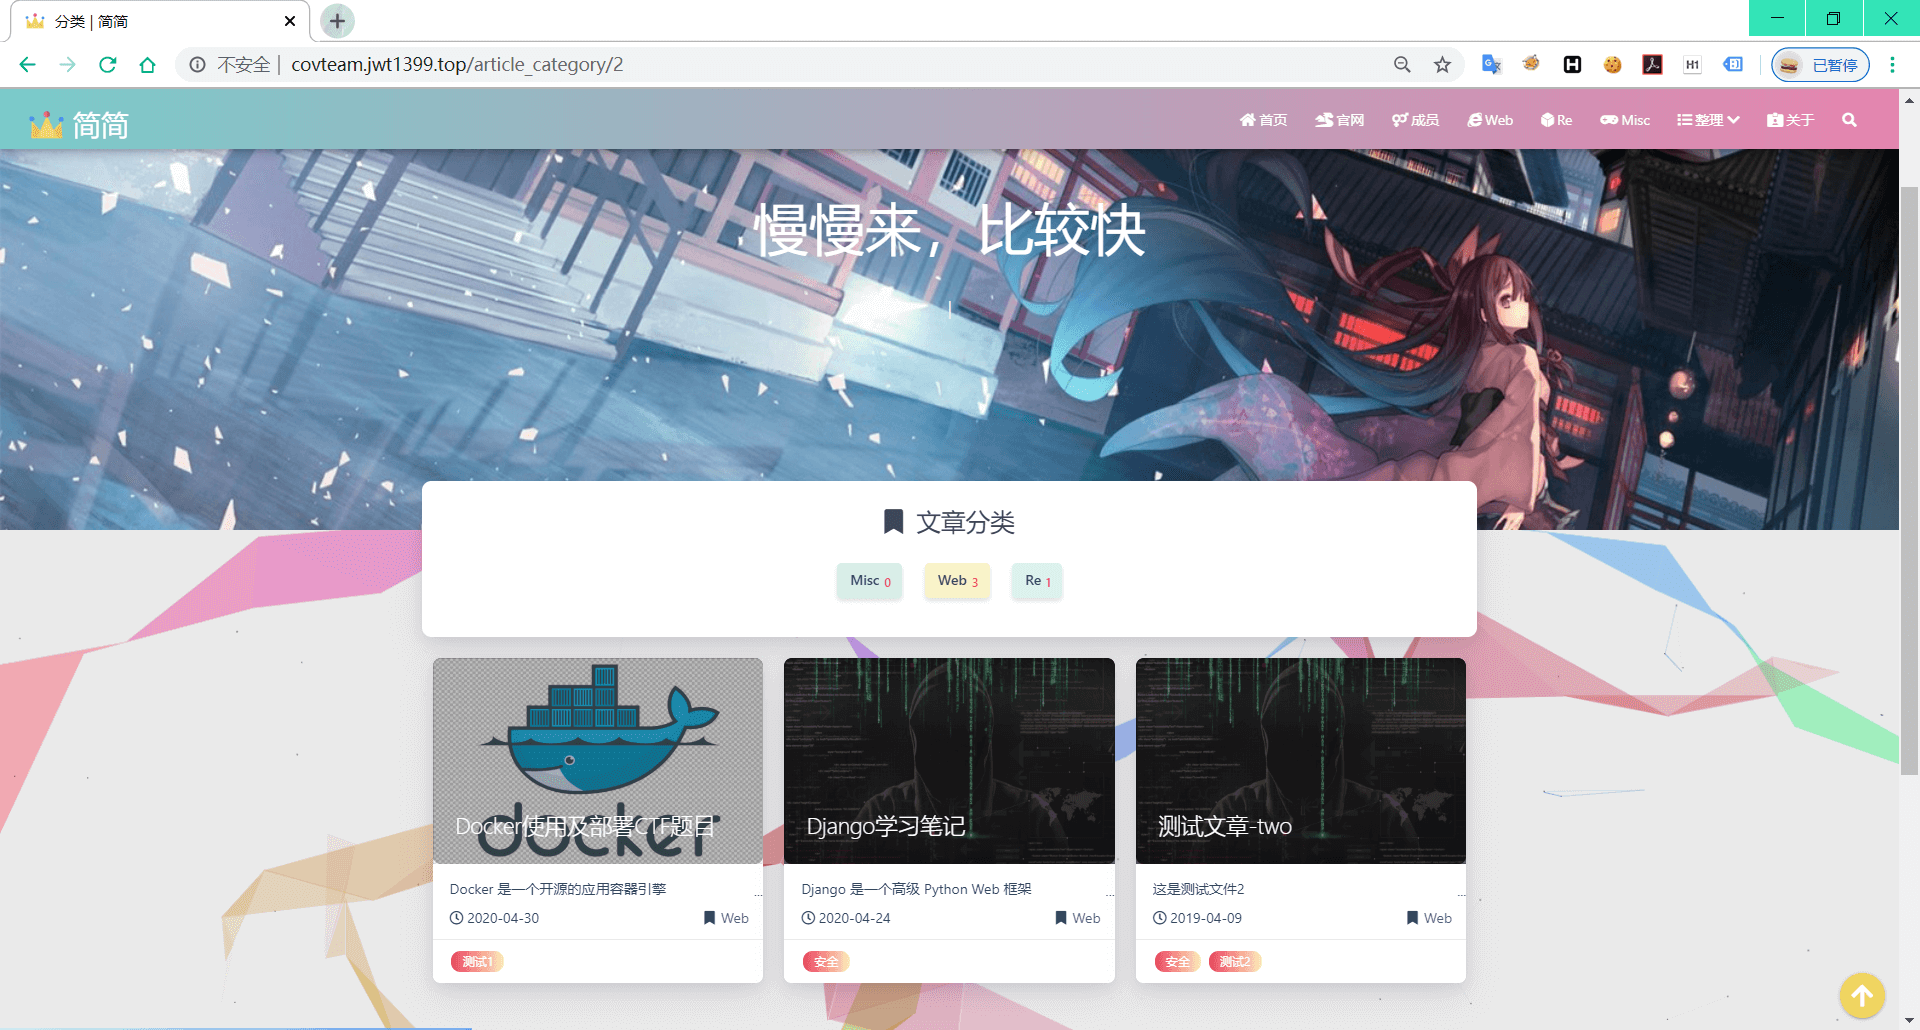 分类 | 简简
不安全 | covteam.jwt1399.top/article_category/2
H1
已暂停
简简
首页 官网 成员 Web Re Misc 整理 关于
慢慢来，比较快
文章分类
Misc 0 Web 3 Re 1
docker
Docker使用及部署CTF题目
Django学习笔记
测试文章-two
Docker 是一个开源的应用容器引擎 ...
Django 是一个高级 Python Web 框架 ...
这是测试文件2 ...
2020-04-30 Web
2020-04-24 Web
2019-04-09 Web
测试1
安全
安全 测试2